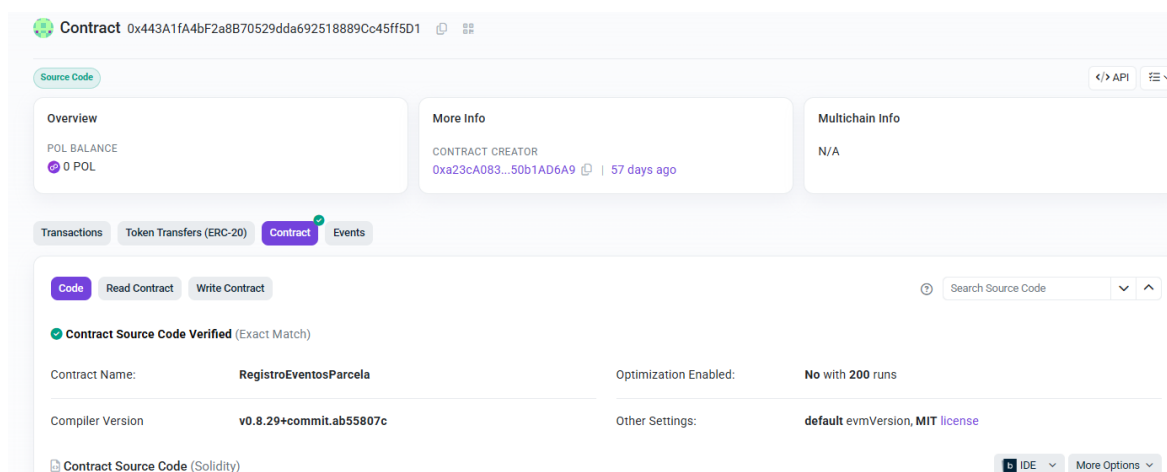 Contract 0x443A1fA4bF2a8B70529dda692518889Cc45ff5D1
Source Code
</> API
Overview
POL BALANCE
0 POL
More Info
CONTRACT CREATOR
0xa23cA083...50b1AD6A9 | 57 days ago
Multichain Info
N/A
Transactions Token Transfers (ERC-20) Contract Events
Code Read Contract Write Contract
Search Source Code
Contract Source Code Verified (Exact Match)
Contract Name: RegistroEventosParcela
Optimization Enabled: No with 200 runs
Compiler Version v0.8.29+commit.ab55807c
Other Settings: default evmVersion, MIT license
Contract Source Code (Solidity)
b IDE More Options